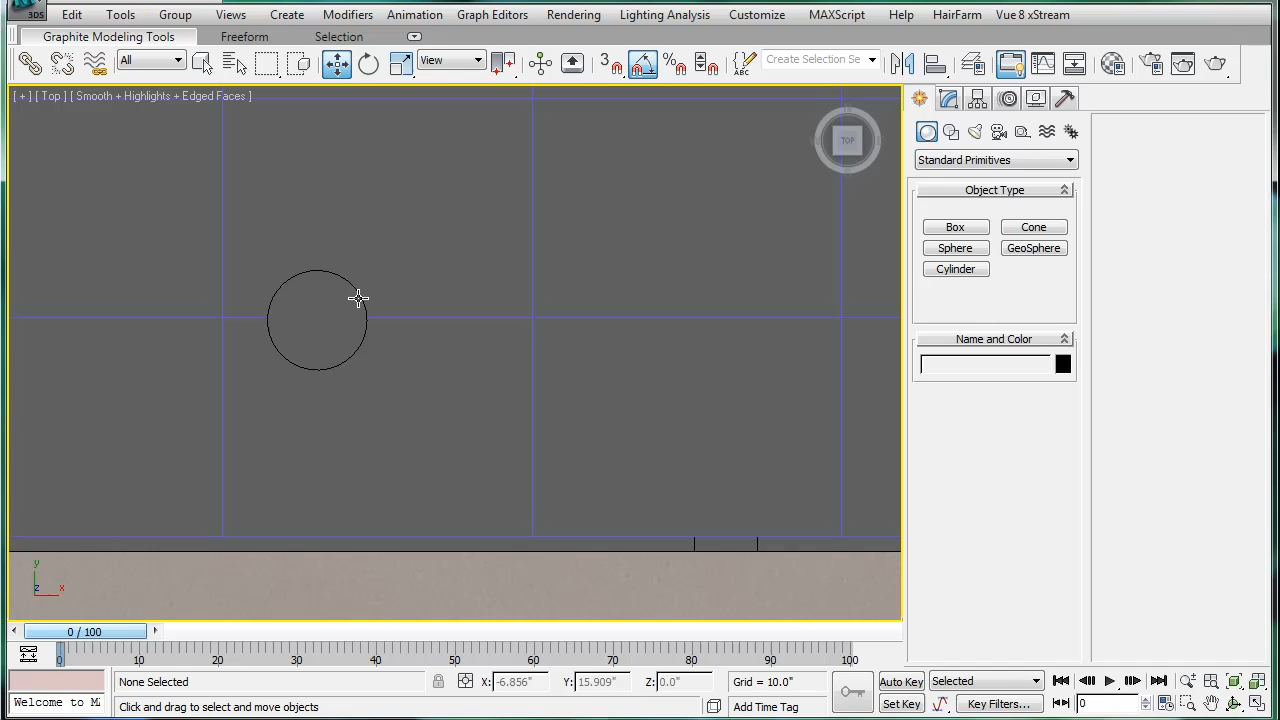 3DS Edit Tools Group Views Create Modifiers Animation Graph Editors Rendering Lighting Analysis Customize MAXScript Help HairFarm Vue 8 xStream
Graphite Modeling Tools Freeform Selection
All View 3 % ABC Create Selection Se
[ + ] [ Top ] [ Smooth + Highlights + Edged Faces ]
TOP
Standard Primitives
Object Type
Box Cone
Sphere GeoSphere
Cylinder
Name and Color
y
z x
0 / 100
0 10 20 30 40 50 60 70 80 90 100
None Selected X: -6.856" Y: 15.909" Z: 0.0" Grid = 10.0" Auto Key Selected
Welcome to M Click and drag to select and move objects Add Time Tag Set Key Key Filters... 0